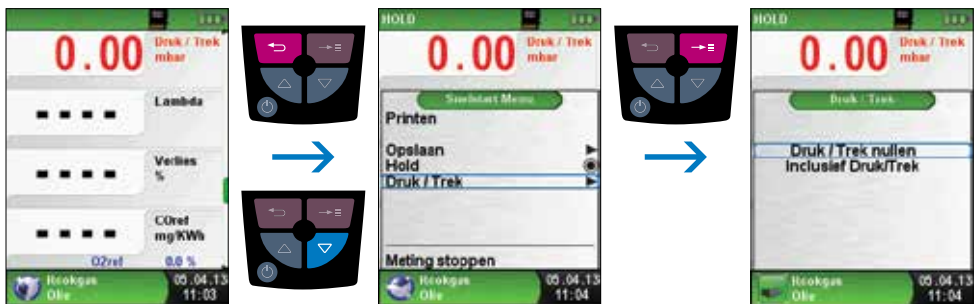 0.00
Druk / Trek
mbar
- - - -
Lambda
- - - -
Verlies
%
- - - -
COref
mg/KWh
O2ref 0.0 %
Rookgas
Olie
05.04.13
11:03
HOLD
0.00
Druk / Trek
mbar
Snelstart Menu
Printen
Opslaan
Hold
Druk / Trek
Meting stoppen
Rookgas
Olie
05.04.13
11:04
HOLD
0.00
Druk / Trek
mbar
Druk / Trek
Druk / Trek nullen
Inclusief Druk/Trek
Rookgas
Olie
05.04.13
11:04